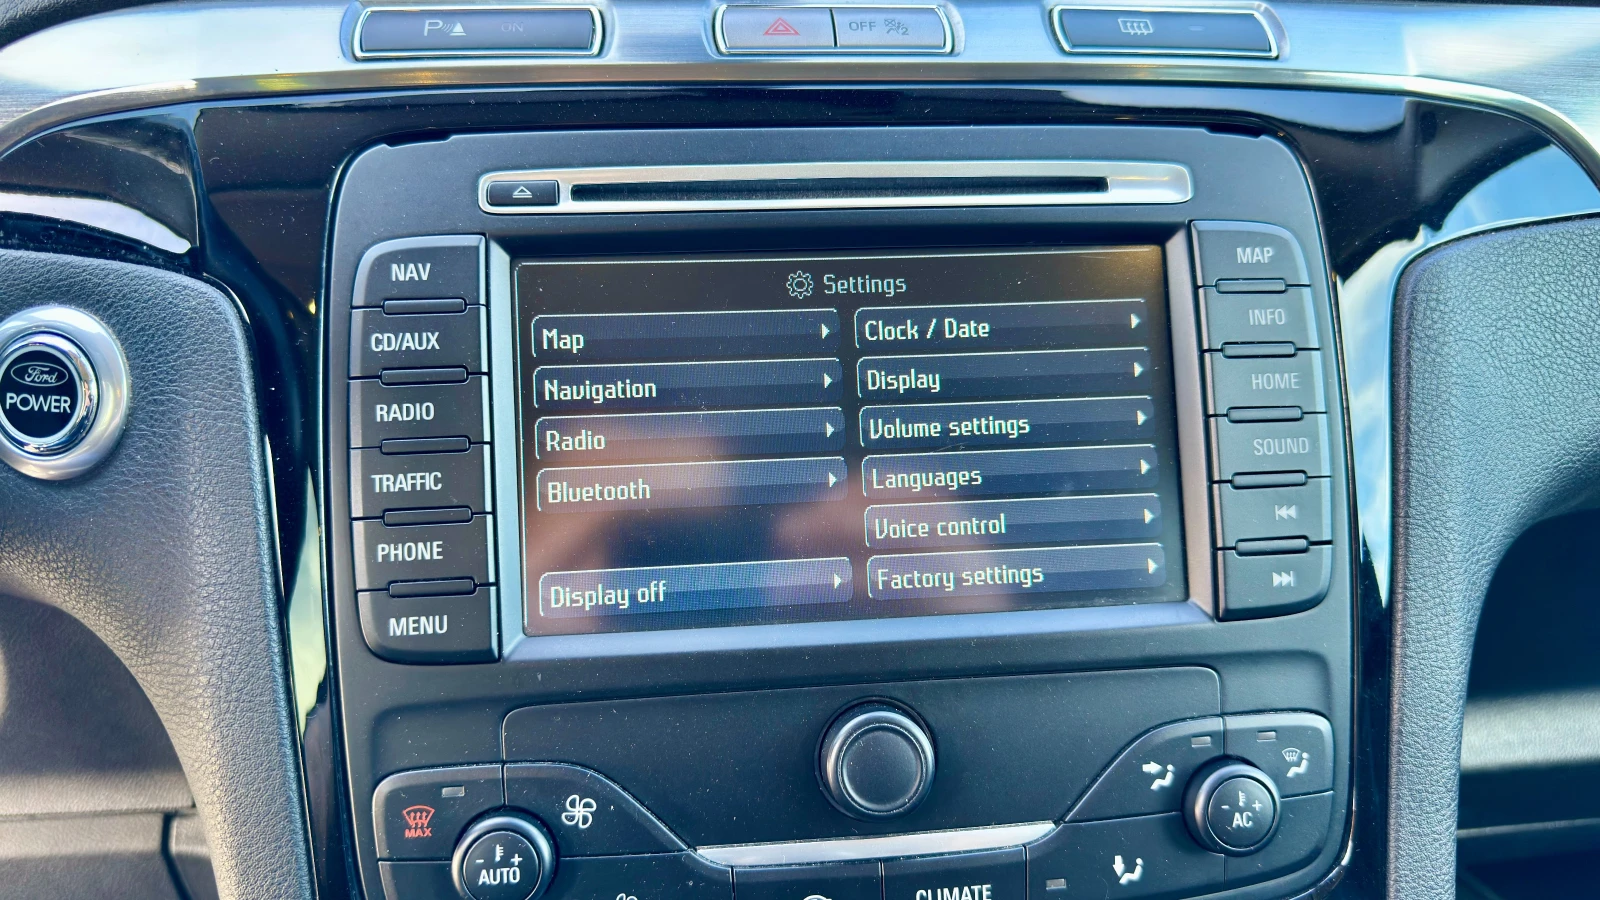 P ON
OFF
NAV
CD/AUX
RADIO
TRAFFIC
PHONE
MENU
Ford
POWER
Settings
Map
Navigation
Radio
Bluetooth
Display off
Clock / Date
Display
Volume settings
Languages
Voice control
Factory settings
MAP
INFO
HOME
SOUND
MAX
- +
AUTO
- +
AC
CLIMATE